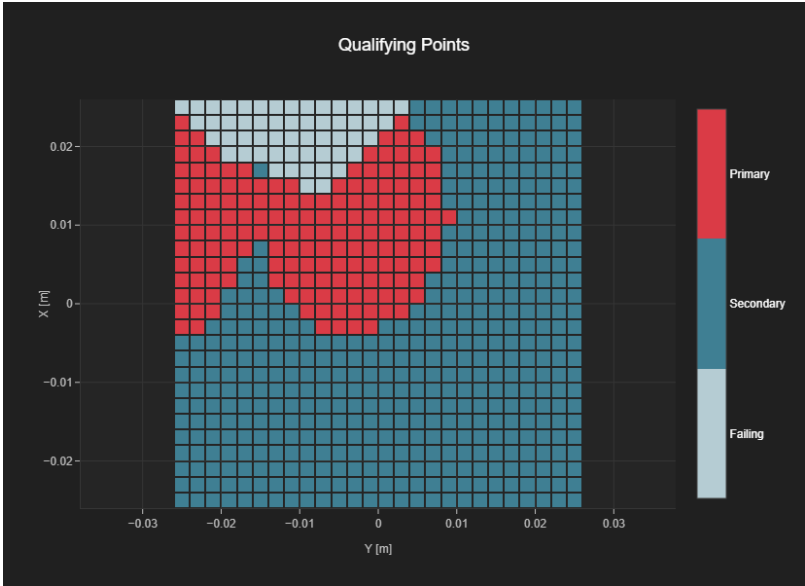 Qualifying Points
0.02
0.01
0
−0.01
−0.02
X [m]
−0.03
−0.02
−0.01
0
0.01
0.02
0.03
Y [m]
Primary
Secondary
Failing